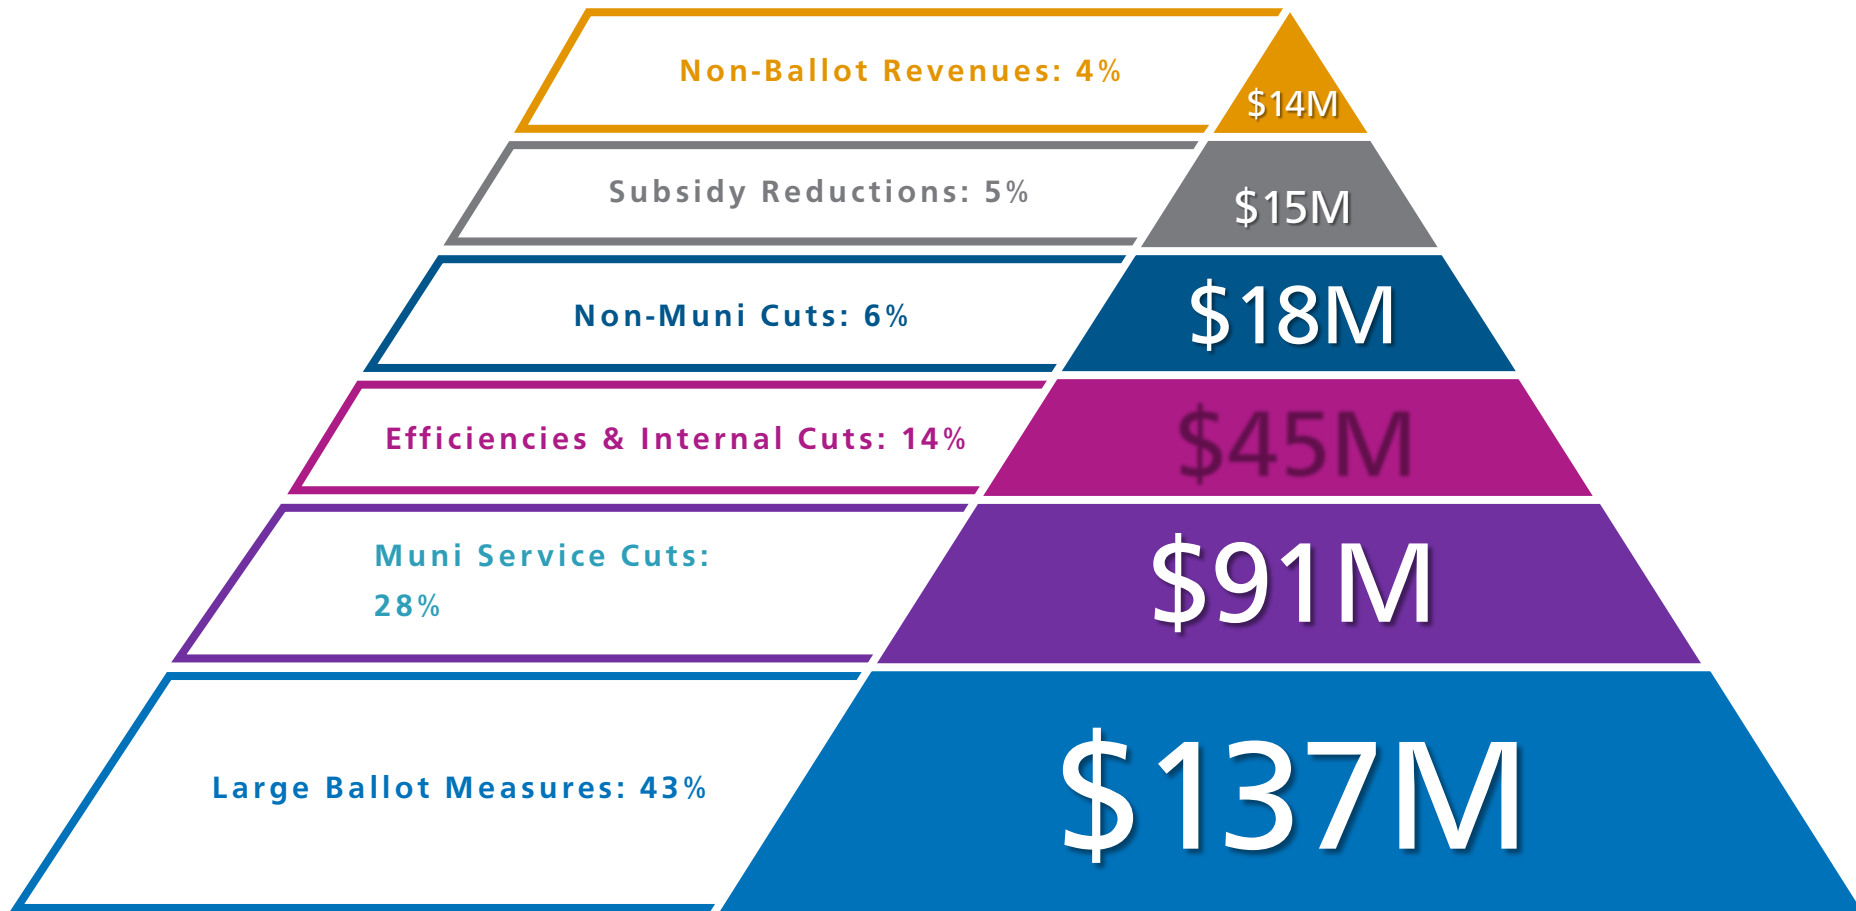 Non-Ballot Revenues: 4%
$14M
Subsidy Reductions: 5%
$15M
Non-Muni Cuts: 6%
$18M
Efficiencies & Internal Cuts: 14%
$45M
Muni Service Cuts:
28%
$91M
Large Ballot Measures: 43%
$137M